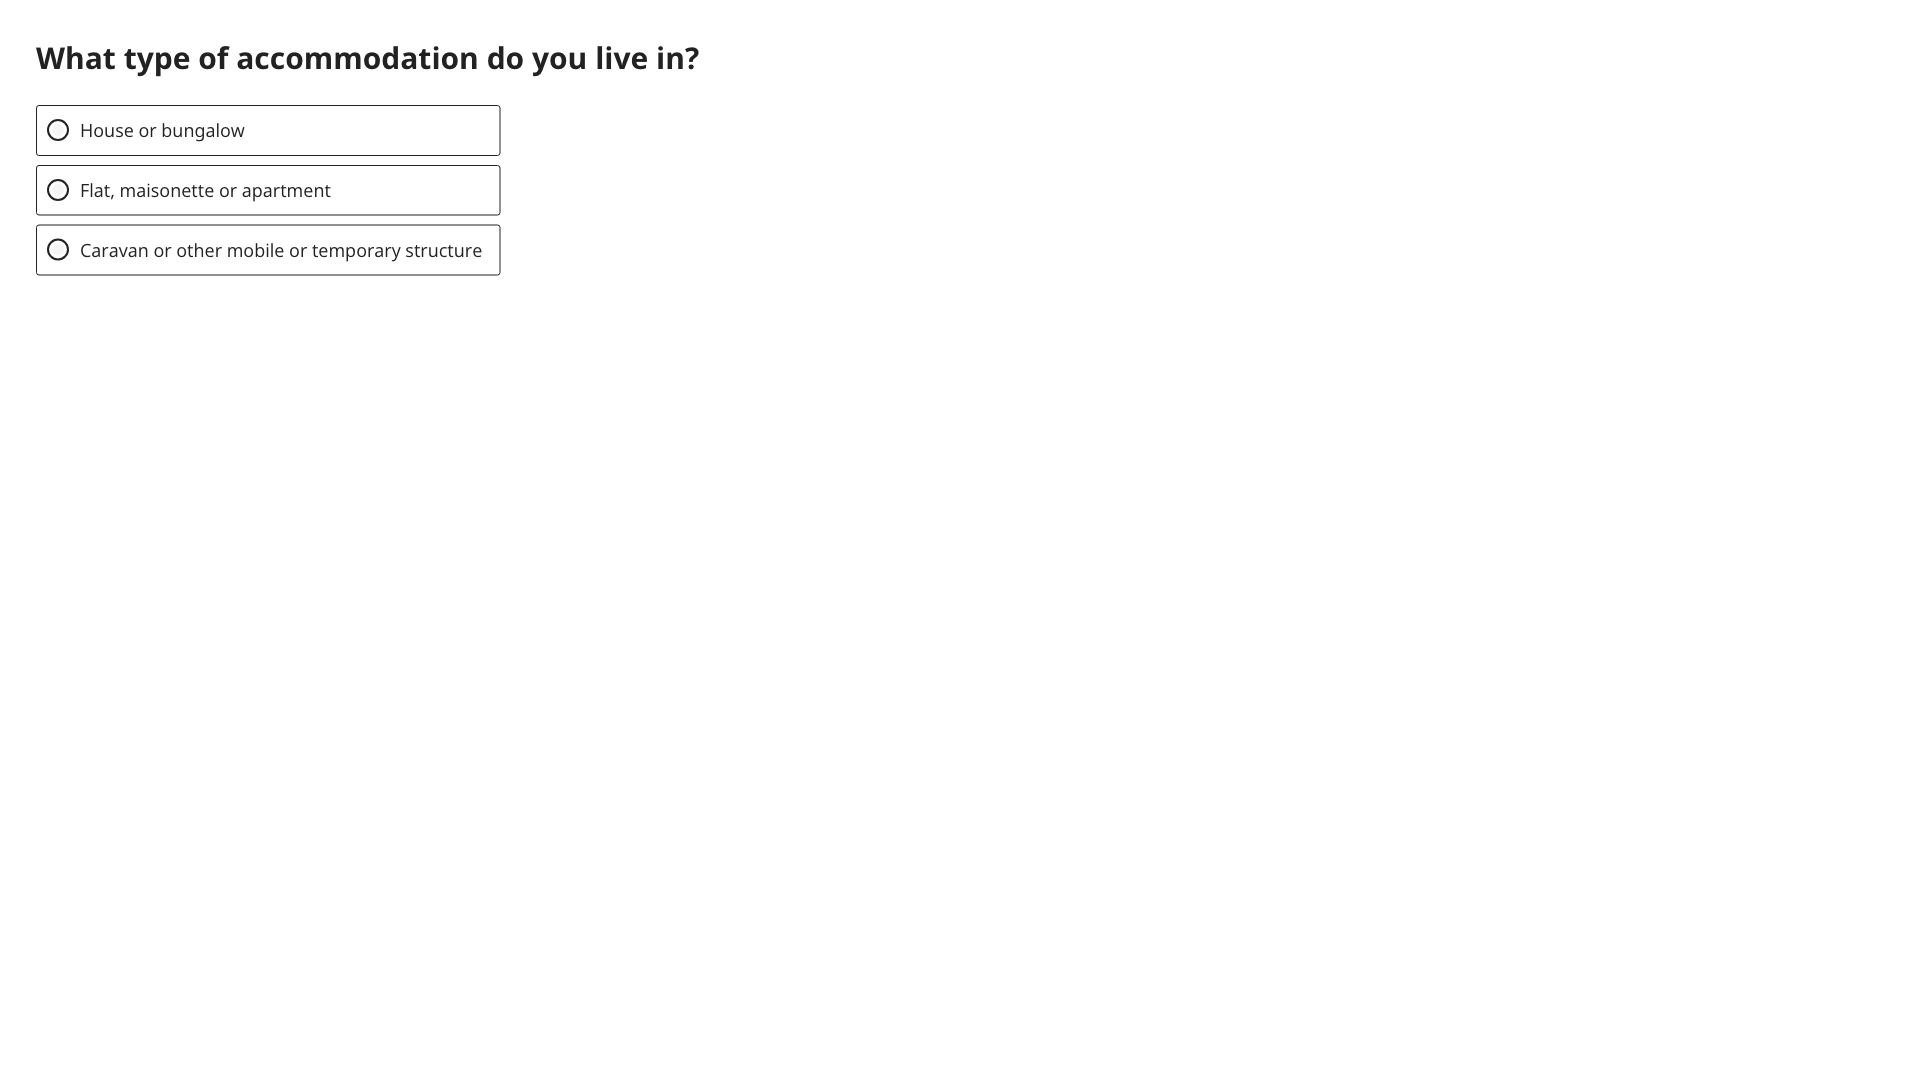 What type of accommodation do you live in?
House or bungalow
Flat, maisonette or apartment
Caravan or other mobile or temporary structure